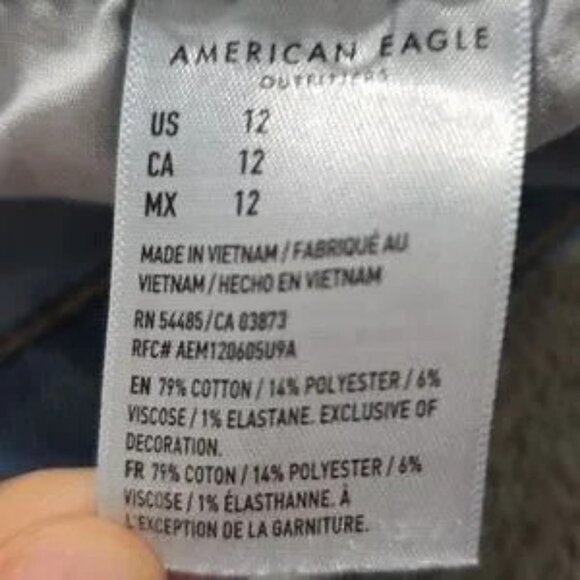 AMERICAN EAGLE
OUTFITTERS
US 12
CA 12
MX 12
MADE IN VIETNAM / FABRIQUÉ AU
VIETNAM / HECHO EN VIETNAM
RN 54485 / CA 03873
RFC# AEM120605U9A
EN 79% COTTON / 14% POLYESTER / 6%
VISCOSE / 1% ELASTANE. EXCLUSIVE OF
DECORATION.
FR 79% COTON / 14% POLYESTER / 6%
VISCOSE / 1% ÉLASTHANNE. À
L'EXCEPTION DE LA GARNITURE.